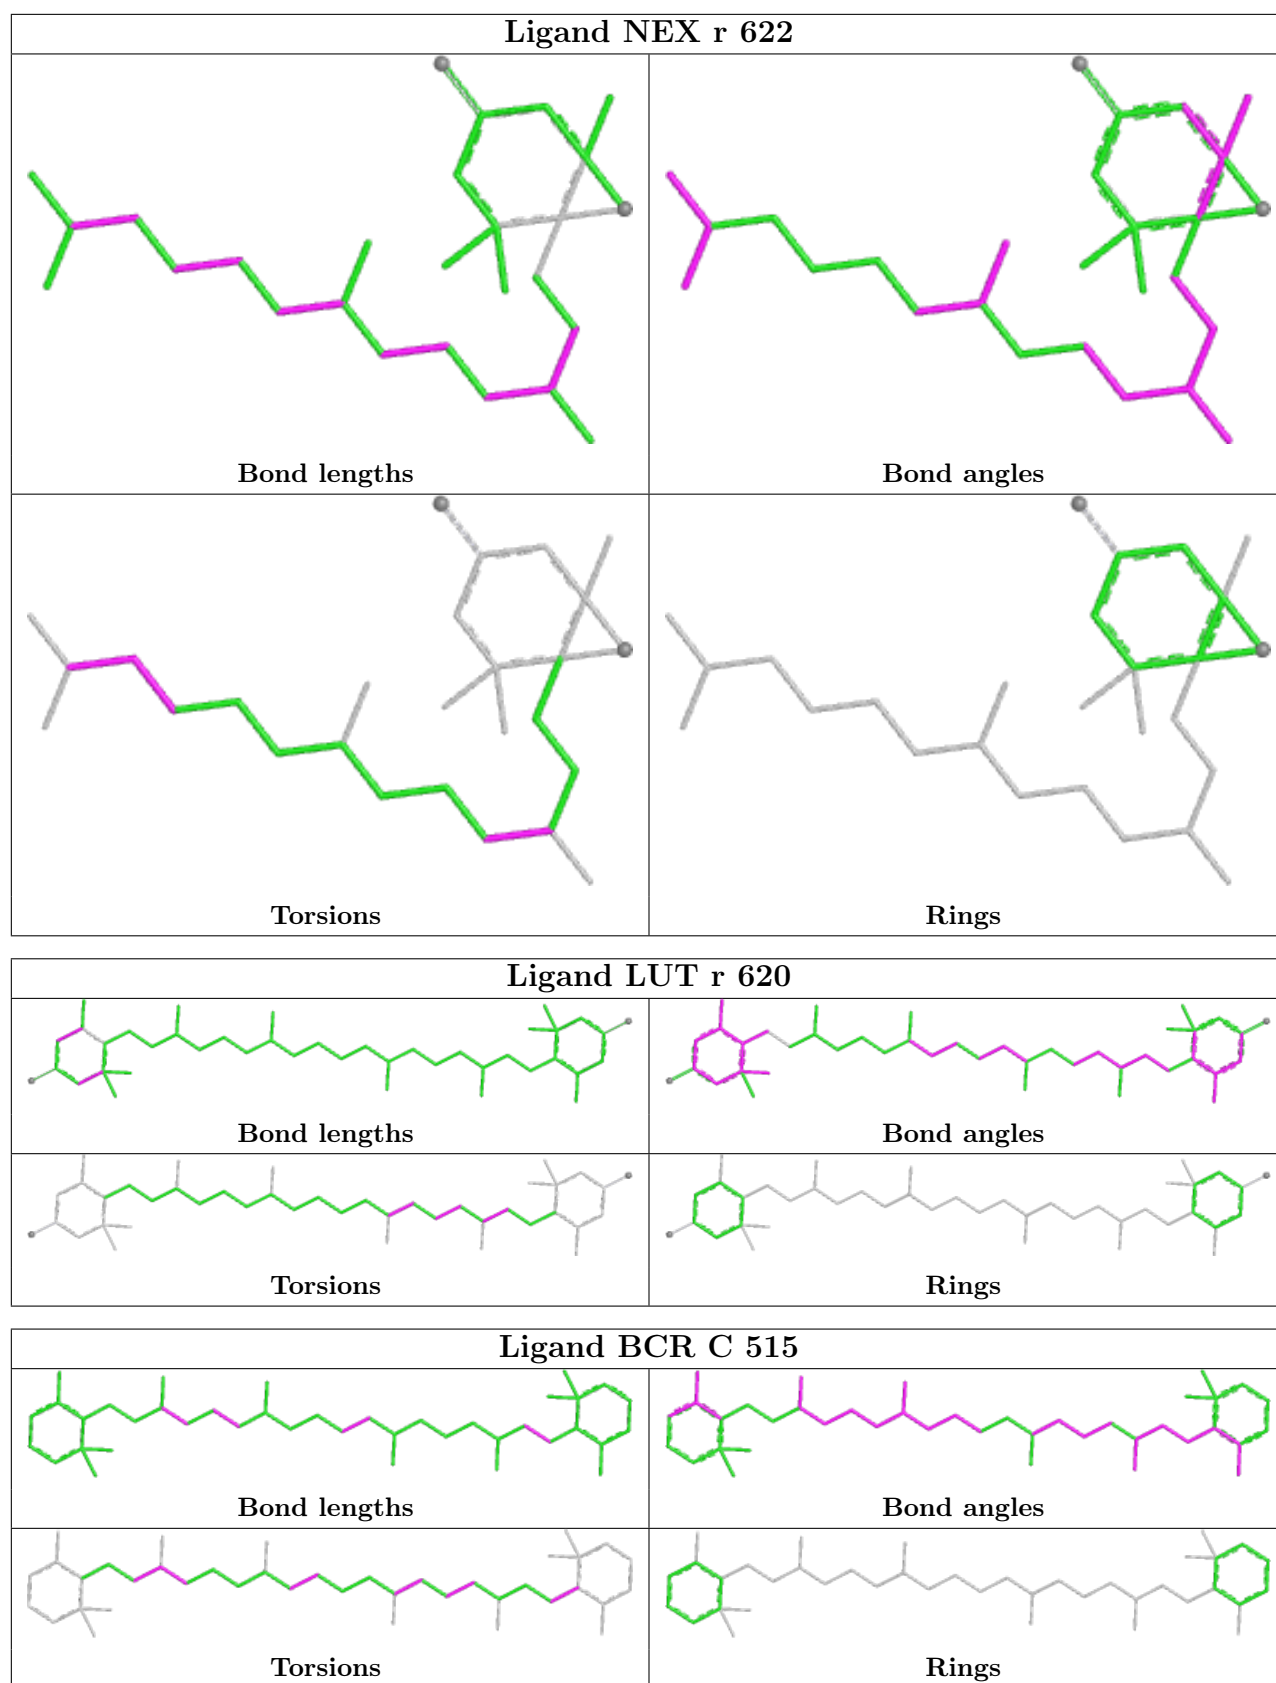 Ligand NEX r 622
Bond lengths
Bond angles
Torsions
Rings
Ligand LUT r 620
Bond lengths
Bond angles
Torsions
Rings
Ligand BCR C 515
Bond lengths
Bond angles
Torsions
Rings